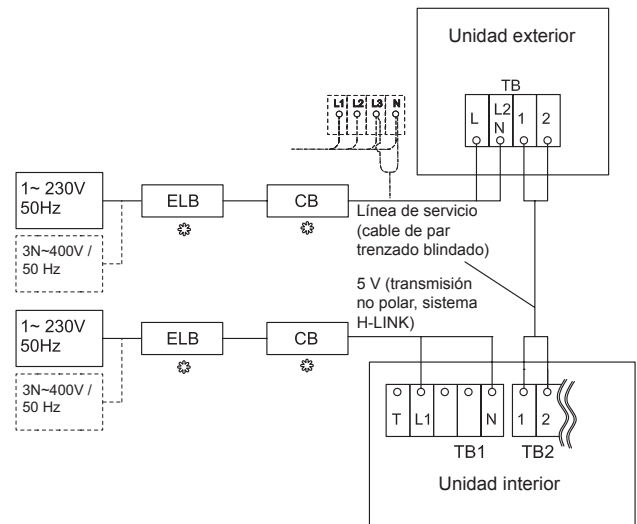 Unidad exterior
TB
L1 L2 L3 N
L L2 N 1 2
1~ 230V
50Hz
ELB
CB
3N~400V /
50 Hz
Línea de servicio
(cable de par
trenzado blindado)
5 V (transmisión
no polar, sistema
H-LINK)
1~ 230V
50Hz
ELB
CB
3N~400V /
50 Hz
T L1 N 1 2
TB1 TB2
Unidad interior